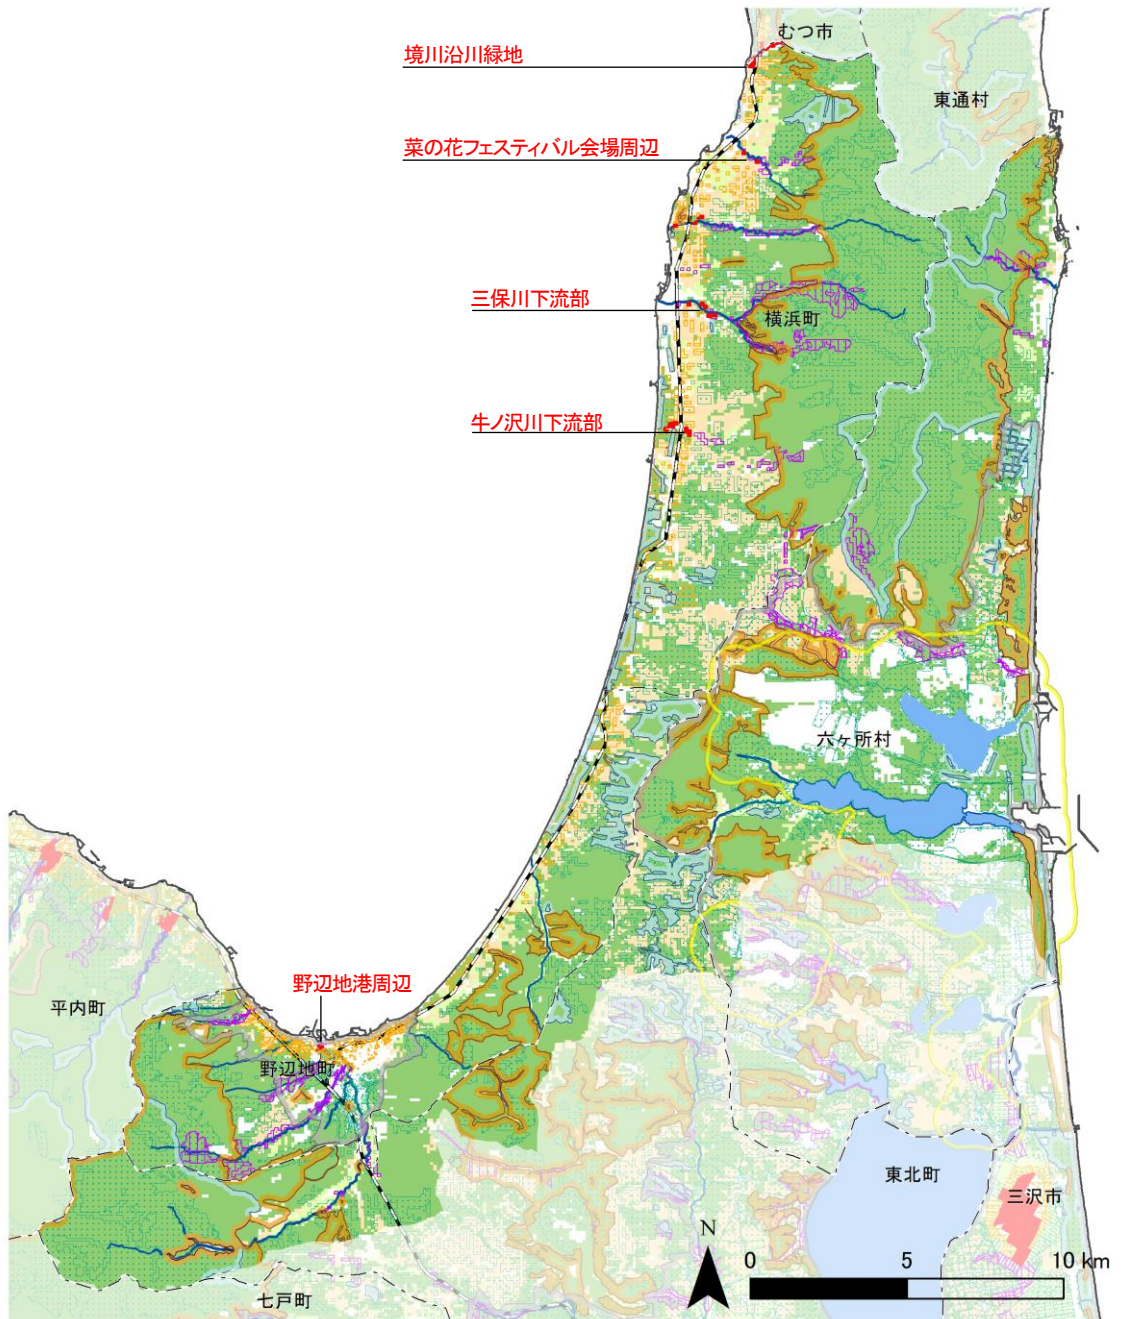 むつ市
境川沿川緑地
東通村
菜の花フェスティバル会場周辺
三保川下流部
横浜町
牛ノ沢川下流部
六ヶ所村
野辺地港周辺
平内町
野辺地町
東北町
三沢市
N
0 5 10 km
七戸町